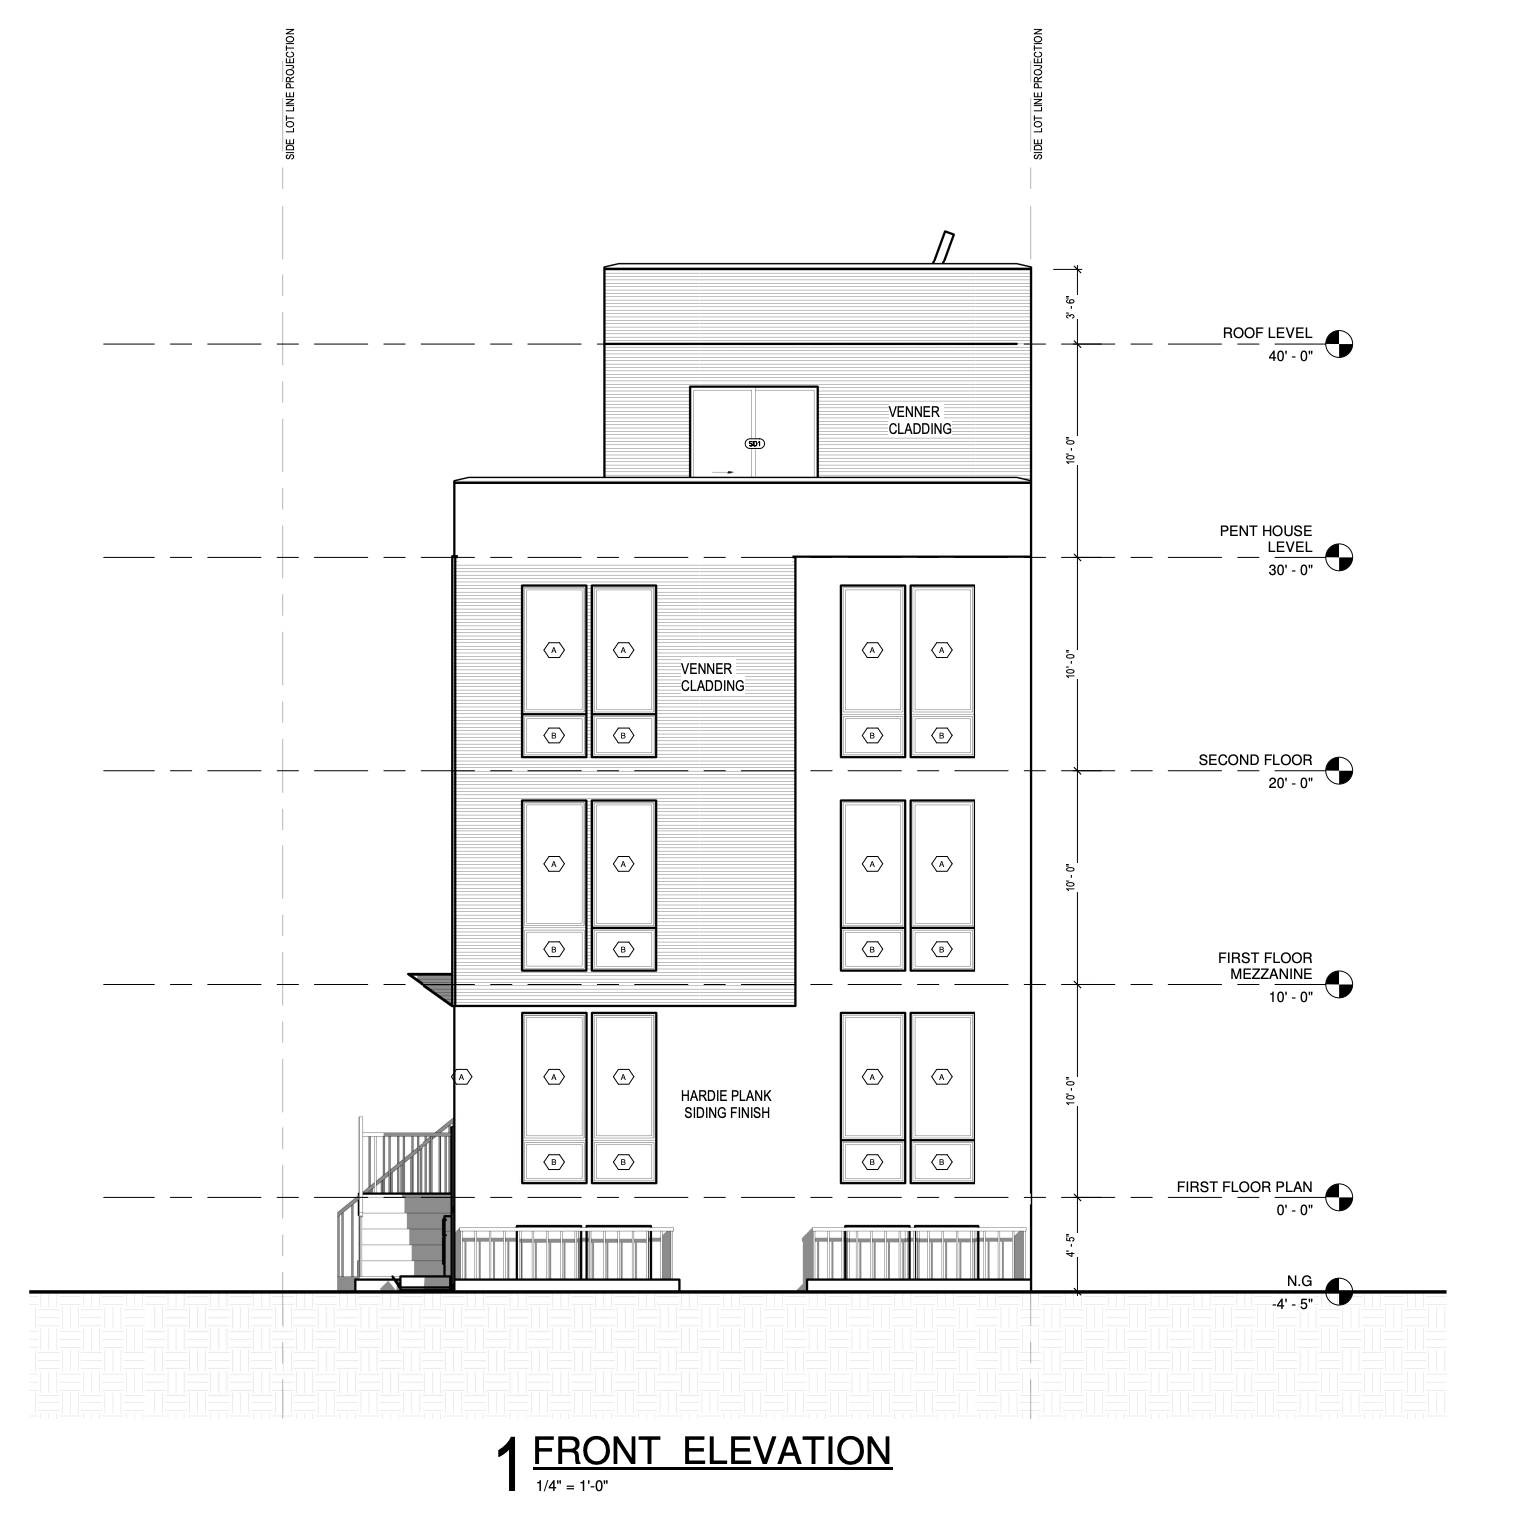 SIDE LOT LINE PROJECTION
SIDE LOT LINE PROJECTION
3' - 6"
ROOF LEVEL
40' - 0"
VENNER
CLADDING
SD1
10' - 0"
PENT HOUSE
LEVEL
30' - 0"
A
A
A
A
VENNER
CLADDING
10' - 0"
B
B
B
B
SECOND FLOOR
20' - 0"
A
A
A
A
10' - 0"
B
B
B
B
FIRST FLOOR
MEZZANINE
10' - 0"
A
A
A
A
A
HARDIE PLANK
SIDING FINISH
10' - 0"
B
B
B
B
FIRST FLOOR PLAN
0' - 0"
4' - 5"
N.G
-4' - 5"
1 FRONT ELEVATION
1/4" = 1'-0"